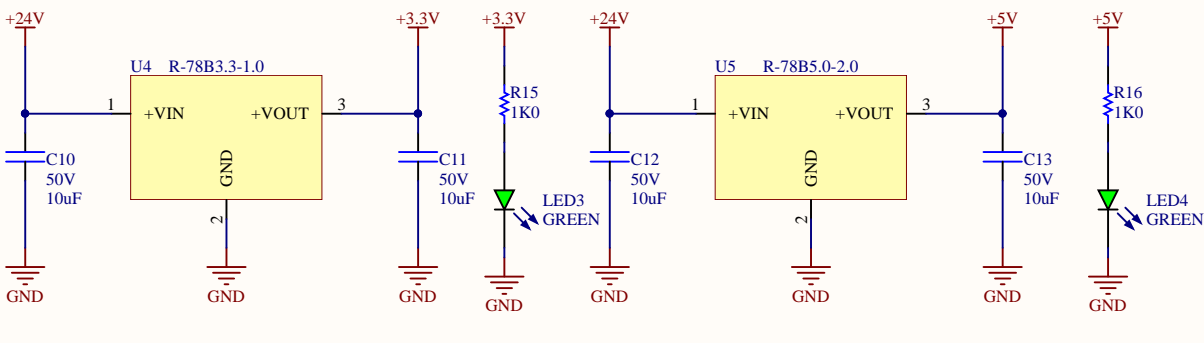 +24V
+3.3V
+3.3V
+24V
+5V
+5V
U4 R-78B3.3-1.0
U5 R-78B5.0-2.0
1 +VIN +VOUT 3
R15
1K0
1 +VIN +VOUT 3
R16
1K0
GND
2
C10
50V
10uF
C11
50V
10uF
LED3
GREEN
GND
2
C12
50V
10uF
C13
50V
10uF
LED4
GREEN
GND
GND
GND
GND
GND
GND
GND
GND